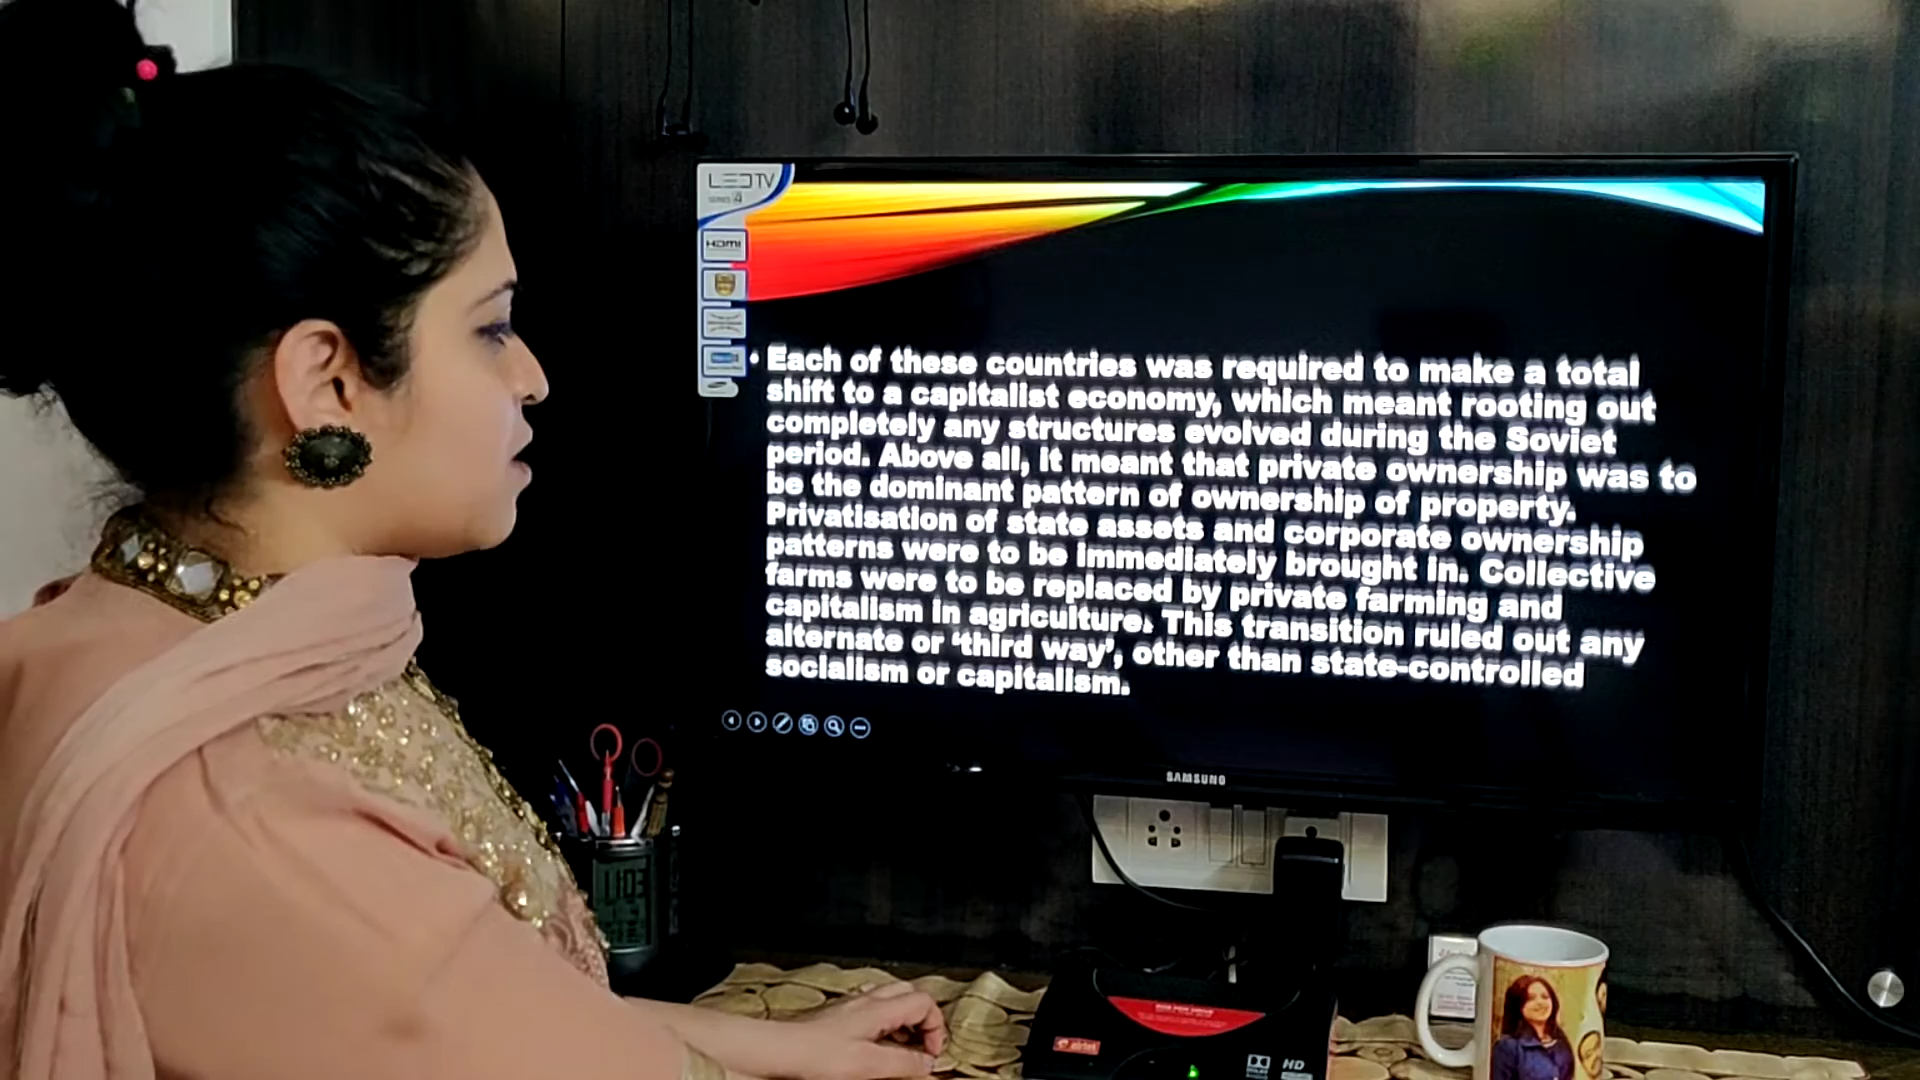 LED TV
SERIES 4
HDMI
• Each of these countries was required to make a total
shift to a capitalist economy, which meant rooting out
completely any structures evolved during the Soviet
period. Above all, it meant that private ownership was to
be the dominant pattern of ownership of property.
Privatisation of state assets and corporate ownership
patterns were to be immediately brought in. Collective
farms were to be replaced by private farming and
capitalism in agriculture. This transition ruled out any
alternate or ‘third way’, other than state-controlled
socialism or capitalism.
SAMSUNG
airtel
HD